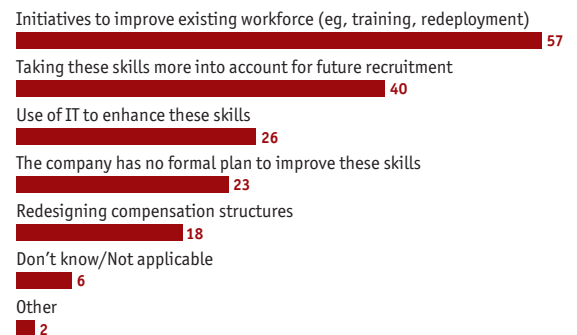 Initiatives to improve existing workforce (eg, training, redeployment)
57
Taking these skills more into account for future recruitment
40
Use of IT to enhance these skills
26
The company has no formal plan to improve these skills
23
Redesigning compensation structures
18
Don’t know/Not applicable
6
Other
2